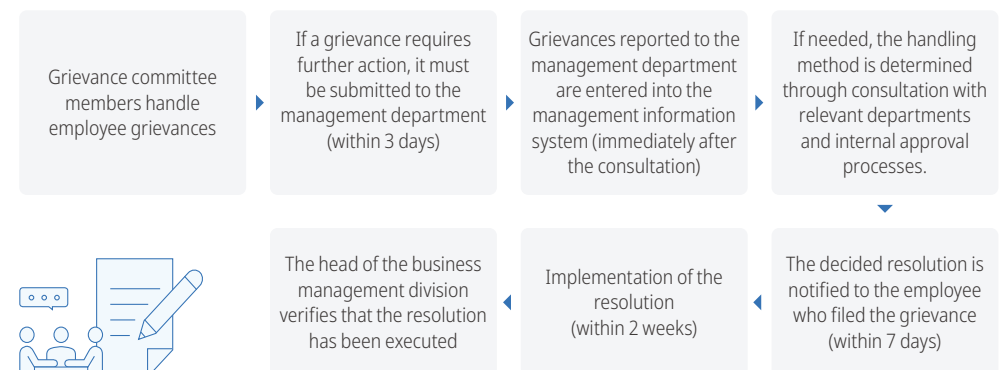 Grievance committee
members handle
employee grievances
If a grievance requires
further action, it must
be submitted to the
management department
(within 3 days)
Grievances reported to the
management department
are entered into the
management information
system (immediately after
the consultation)
If needed, the handling
method is determined
through consultation with
relevant departments
and internal approval
processes.
The decided resolution is
notified to the employee
who filed the grievance
(within 7 days)
Implementation of the
resolution
(within 2 weeks)
The head of the business
management division
verifies that the resolution
has been executed